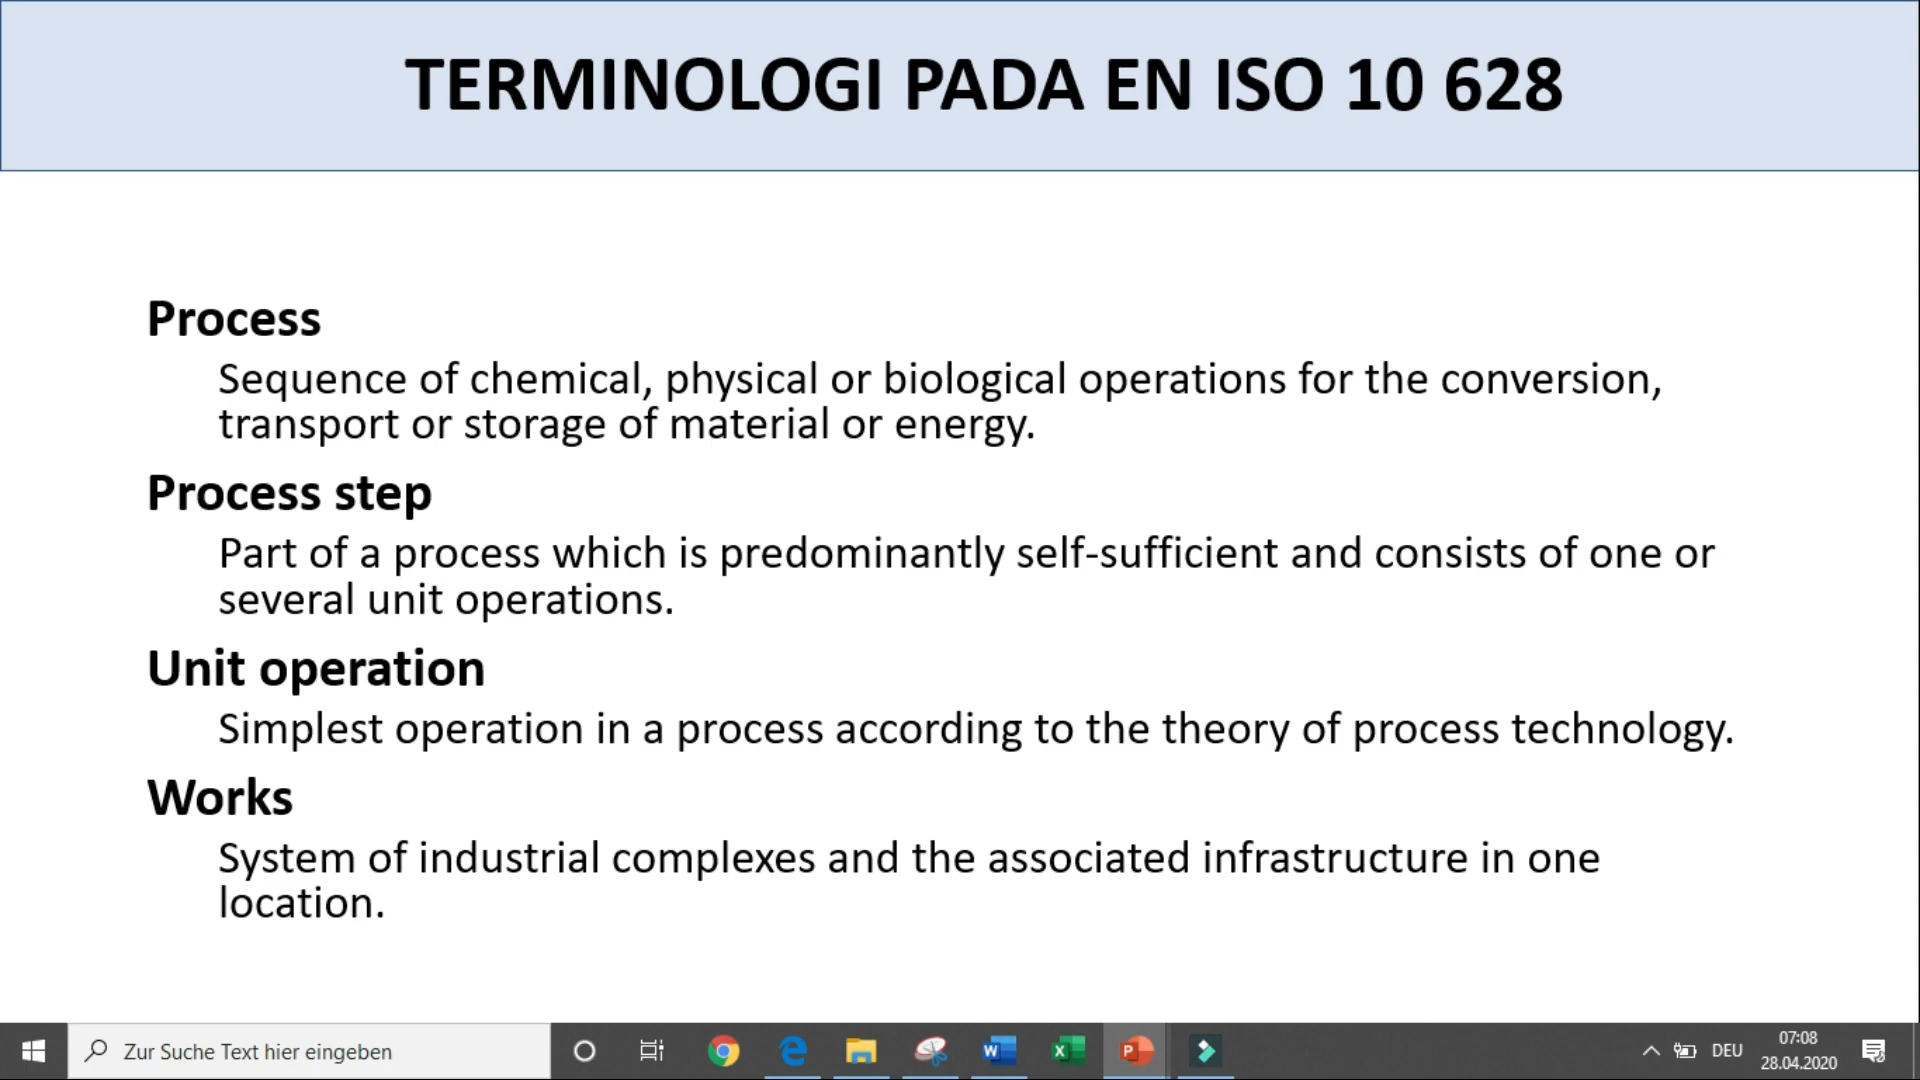 TERMINOLOGI PADA EN ISO 10 628
Process
Sequence of chemical, physical or biological operations for the conversion,
transport or storage of material or energy.
Process step
Part of a process which is predominantly self-sufficient and consists of one or
several unit operations.
Unit operation
Simplest operation in a process according to the theory of process technology.
Works
System of industrial complexes and the associated infrastructure in one
location.
Zur Suche Text hier eingeben
DEU
07:08
28.04.2020